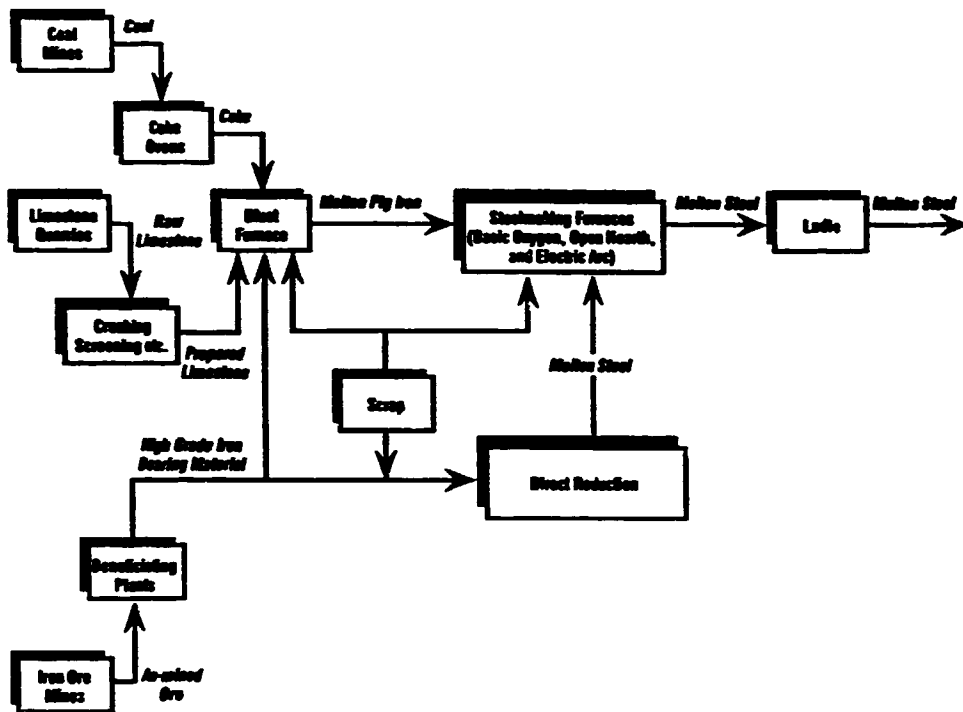 Coal
Mines
Coal
Coke
Ovens
Coke
Limestone
Quarries
Raw
Limestone
Blast
Furnace
Molten Pig Iron
Steelmaking Furnaces
(Basic Oxygen, Open Hearth,
and Electric Arc)
Molten Steel
Ladle
Molten Steel
Crushing
Screening etc.
Prepared
Limestone
Scrap
Molten Steel
High Grade Iron
Bearing Material
Direct Reduction
Beneficiating
Plants
Iron Ore
Mines
As-mined
Ore